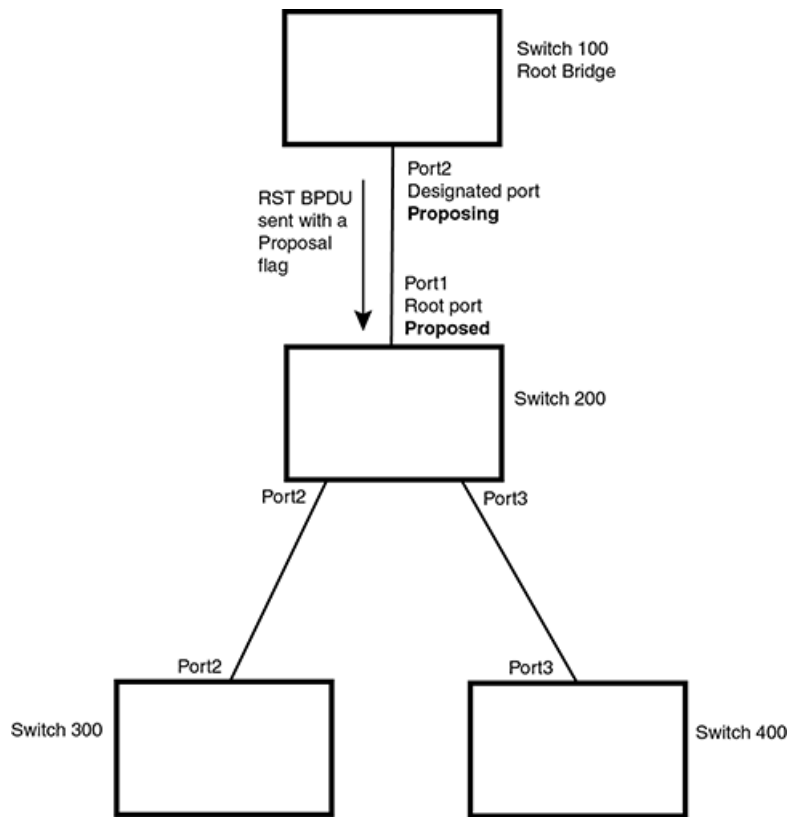 Switch 100
Root Bridge
Port2
Designated port
Proposing
RST BPDU
sent with a
Proposal
flag
Port1
Root port
Proposed
Switch 200
Port2
Port3
Port2
Port3
Switch 300
Switch 400